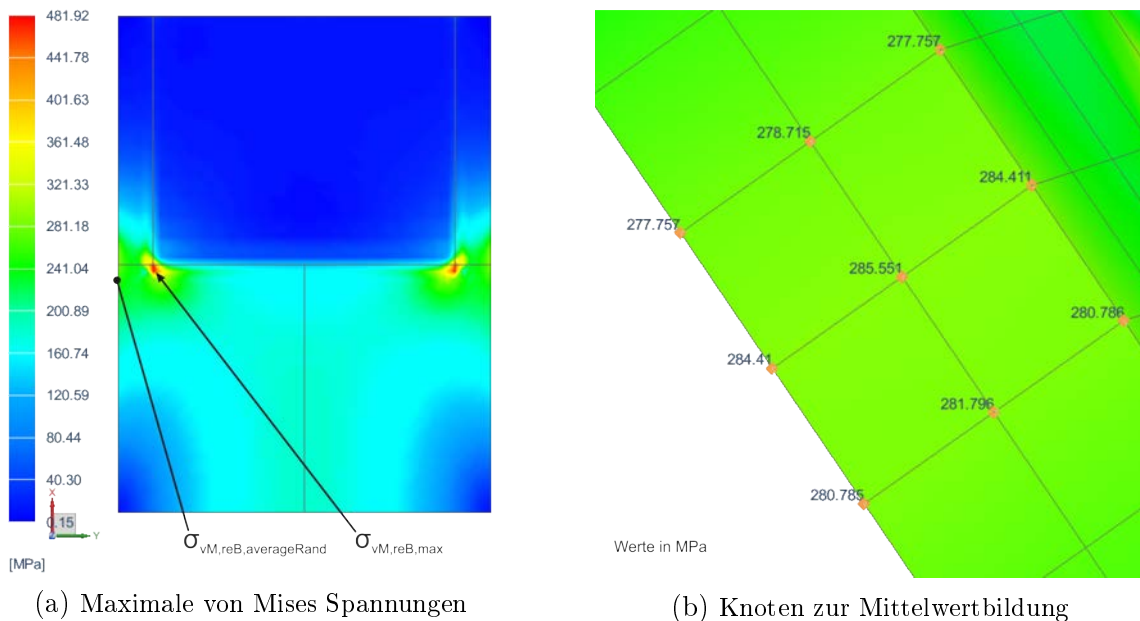 481.92
441.78
401.63
361.48
321.33
281.18
241.04
200.89
160.74
120.59
80.44
40.30
0.15
X
Y
[MPa]
σvM,reB,averageRand
σvM,reB,max
(a) Maximale von Mises Spannungen
277.757
278.715
284.411
277.757
285.551
280.786
284.41
281.796
280.785
Werte in MPa
(b) Knoten zur Mittelwertbildung